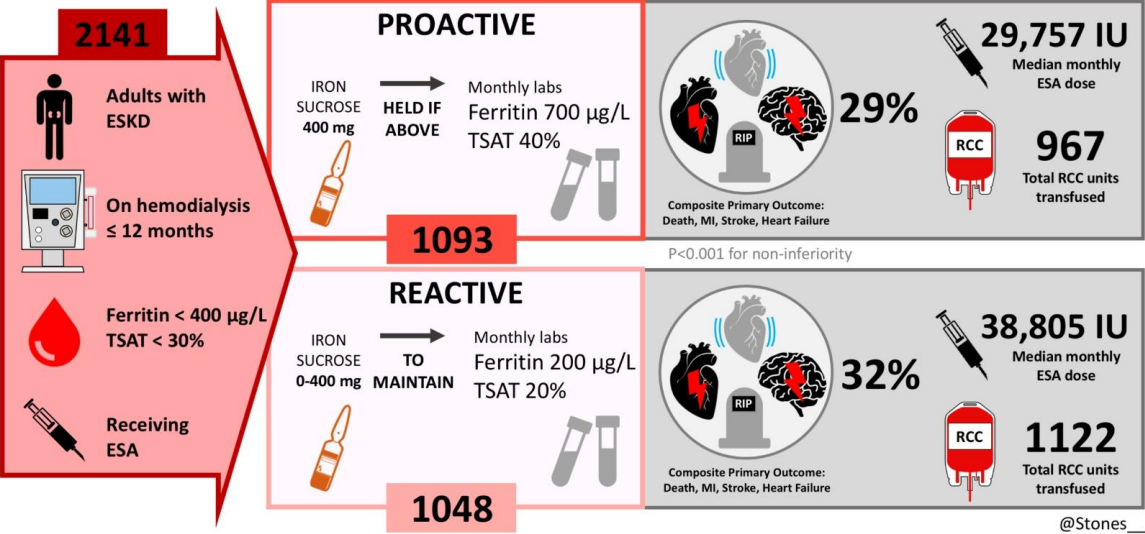 2141
Adults with
ESKD
On hemodialysis
≤ 12 months
Ferritin < 400 µg/L
TSAT < 30%
Receiving
ESA
PROACTIVE
IRON
SUCROSE
400 mg
HELD IF
ABOVE
Monthly labs
Ferritin 700 µg/L
TSAT 40%
1093
RIP
Composite Primary Outcome:
Death, MI, Stroke, Heart Failure
29%
29,757 IU
Median monthly
ESA dose
RCC
967
Total RCC units
transfused
P<0.001 for non-inferiority
REACTIVE
IRON
SUCROSE
0-400 mg
TO
MAINTAIN
Monthly labs
Ferritin 200 µg/L
TSAT 20%
1048
RIP
Composite Primary Outcome:
Death, MI, Stroke, Heart Failure
32%
38,805 IU
Median monthly
ESA dose
RCC
1122
Total RCC units
transfused
@Stones__